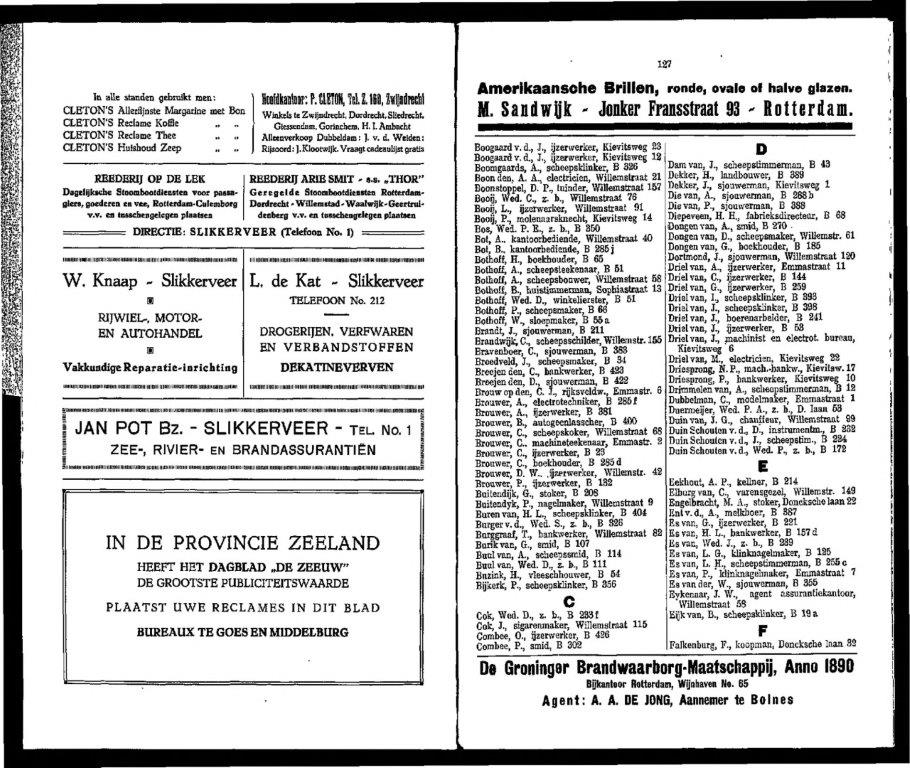 In alle standen gebruikt men:
CLETON'S Allerfijnste Margarine met Bon
CLETON'S Reclame Koffie „ „
CLETON'S Reclame Thee „ „
CLETON'S Huishoud Zeep „ „
Hoofdkantoor: P. CLETON, Tel. Z. 168, Zwijndrecht
Winkels te Zwijndrecht, Dordrecht, Sliedrecht,
Giessendam, Gorinchem, H. I. Ambacht
Alleenverkoop Dubbeldam: J. v. d. Weiden:
Rijsoord: J. Kloorwijk. Vraagt cadeaulijst gratis
REEDERIJ OP DE LEK
Dagelijksche Stoombootdiensten voor passa-
giers, goederen en vee, Rotterdam-Culemborg
v.v. en tusschengelegen plaatsen
REEDERIJ ARIE SMIT - s.s. „THOR”
Geregelde Stoombootdiensten Rotterdam-
Dordrecht - Willemstad - Waalwijk - Geertrui-
denberg v.v. en tusschengelegen plaatsen
DIRECTIE: SLIKKERVEER (Telefoon No. 1)
W. Knaap - Slikkerveer
RIJWIEL-, MOTOR-
EN AUTOHANDEL
Vakkundige Reparatie-inrichting
L. de Kat - Slikkerveer
TELEFOON No. 212
DROGERIJEN, VERFWAREN
EN VERBANDSTOFFEN
DEKATINEVERVEN
JAN POT Bz. - SLIKKERVEER - TEL. No. 1
ZEE-, RIVIER- EN BRANDASSURANTIËN
IN DE PROVINCIE ZEELAND
HEEFT HET DAGBLAD „DE ZEEUW”
DE GROOTSTE PUBLICITEITSWAARDE
PLAATST UWE RECLAMES IN DIT BLAD
BUREAUX TE GOES EN MIDDELBURG
127
Amerikaansche Brillen, ronde, ovale of halve glazen.
M. Sandwijk - Jonker Fransstraat 93 - Rotterdam.
Boogaard v. d., J., ijzerwerker, Kievitsweg 23
Boogaard v. d., J., ijzerwerker, Kievitsweg 12
Boomgaards, A., scheepsklinker, B 326
Boon den, A., electricien, Willemstraat 21
Boonstoppel, D. P., tuinder, Willemstraat 157
Booij, Wed. C., z. b., Willemstraat 76
Booij, L., ijzerwerker, Willemstraat 91
Booij, P., molenaarsknecht, Kievitsweg 14
Bos, Wed. P. E., z. b., B 350
Bot, A., kantoorbediende, Willemstraat 40
Bot, B., kantoorbediende, B 285 j
Bothoff, H., boekhouder, B 65
Bothoff, A., scheepsteekenaar, B 51
Bothoff, A., scheepsbouwer, Willemstraat 58
Bothoff, B., huistimmerman, Sophiastraat 13
Bothoff, Wed. D., winkelierster, B 51
Bothoff, P., scheepsmaker, B 66
Bothoff, W., sloepmaker, B 55 a
Brandt, J., sjouwerman, B 211
Brandwijk, C., scheepsschilder, Willemstr. 155
Bravenboer, C., sjouwerman, B 383
Breedveld, J., scheepsmaker, B 34
Breejen den, C., bankwerker, B 423
Breejen den, D., sjouwerman, B 422
Brouw op den, C. J., rijksveldw., Emmastr. 6
Brouwer, A., electrotechniker, B 285 f
Brouwer, A., ijzerwerker, B 381
Brouwer, B., autogeenlasscher, B 400
Brouwer, C., scheepskoker, Willemstraat 68
Brouwer, C., machineteekenaar, Emmastr. 2
Brouwer, C., ijzerwerker, B 23
Brouwer, C., boekhouder, B 285 d
Brouwer, D. W., ijzerwerker, Willemstr. 42
Brouwer, P., ijzerwerker, B 132
Buitendijk, G., stoker, B 208
Buitendyk, P., nagelmaker, Willemstraat 9
Buren van, H. L., scheepsklinker, B 404
Burger v. d., Wed. S., z. b., B 326
Burggraaf, T., bankwerker, Willemstraat 82
Burik van, G., smid, B 107
Buul van, A., scheepssmid, B 114
Buul van, Wed. D., z. b., B 111
Buzink, H., vleeschhouwer, B 54
Bijkerk, P., scheepsklinker, B 356
C
Cok, Wed. D., z. b., B 233 f
Cok, J., sigarenmaker, Willemstraat 115
Combee, O., ijzerwerker, B 426
Combee, P., smid, B 302
D
Dam van, J., scheepstimmerman, B 43
Dekker, H., landbouwer, B 389
Dekker, J., sjouwerman, Kievitsweg 1
Die van, A., sjouwerman, B 268 b
Die van, P., sjouwerman, B 388
Diepeveen, H. H., fabrieksdirecteur, B 68
Dongen van, A., smid, B 270
Dongen van, D., scheepsmaker, Willemstr. 61
Dongen van, G., boekhouder, B 185
Dortmond, J., sjouwerman, Willemstraat 120
Driel van, A., ijzerwerker, Emmastraat 11
Driel van, C., ijzerwerker, B 144
Driel van, G., ijzerwerker, B 259
Driel van, I., scheepsklinker, B 393
Driel van, J., scheepsklinker, B 398
Driel van, J., boerenarbeider, B 241
Driel van, J., ijzerwerker, B 53
Driel van, J., machinist en electrot. bureau,
Kievitsweg 6
Driel van, M., electricien, Kievitsweg 22
Driesprong, N. P., mach.-bankw., Kievitsw. 17
Driesprong, P., bankwerker, Kievitsweg 10
Drimmelen van, A., scheepstimmerman, B 12
Dubbelman, C., modelmaker, Emmastraat 1
Duermeijer, Wed. P. A., z. b., D. laan 53
Duin van, J. G., chauffeur, Willemstraat 99
Duin Schouten v. d., D., instrumentm., B 232
Duin Schouten v. d., J., scheepstim., B 234
Duin Schouten v. d., Wed. P., z. b., B 172
E
Eekhout, A. P., kellner, B 214
Elburg van, C., varensgezel, Willemstr. 149
Engelbracht, M. A., stoker, Doncksche laan 22
Ent v. d., A., melkboer, B 387
Es van, G., ijzerwerker, B 221
Es van, H. L., bankwerker, B 157 d
Es van, Wed. J., z. b., B 239
Es van, L. G., klinknagelmaker, B 125
Es van, L. H., scheepstimmerman, B 255 c
Es van, P., klinknagelmaker, Emmastraat 7
Es van der, W., sjouwerman, B 355
Eykenaar, J. W., agent assurantiekantoor,
Willemstraat 58
Eijk van, B., scheepsklinker, B 19 a
F
Falkenburg, F., koopman, Doncksche laan 32
De Groninger Brandwaarborg-Maatschappij, Anno 1890
Bijkantoor Rotterdam, Wijnhaven No. 65
Agent: A. A. DE JONG, Aannemer te Bolnes